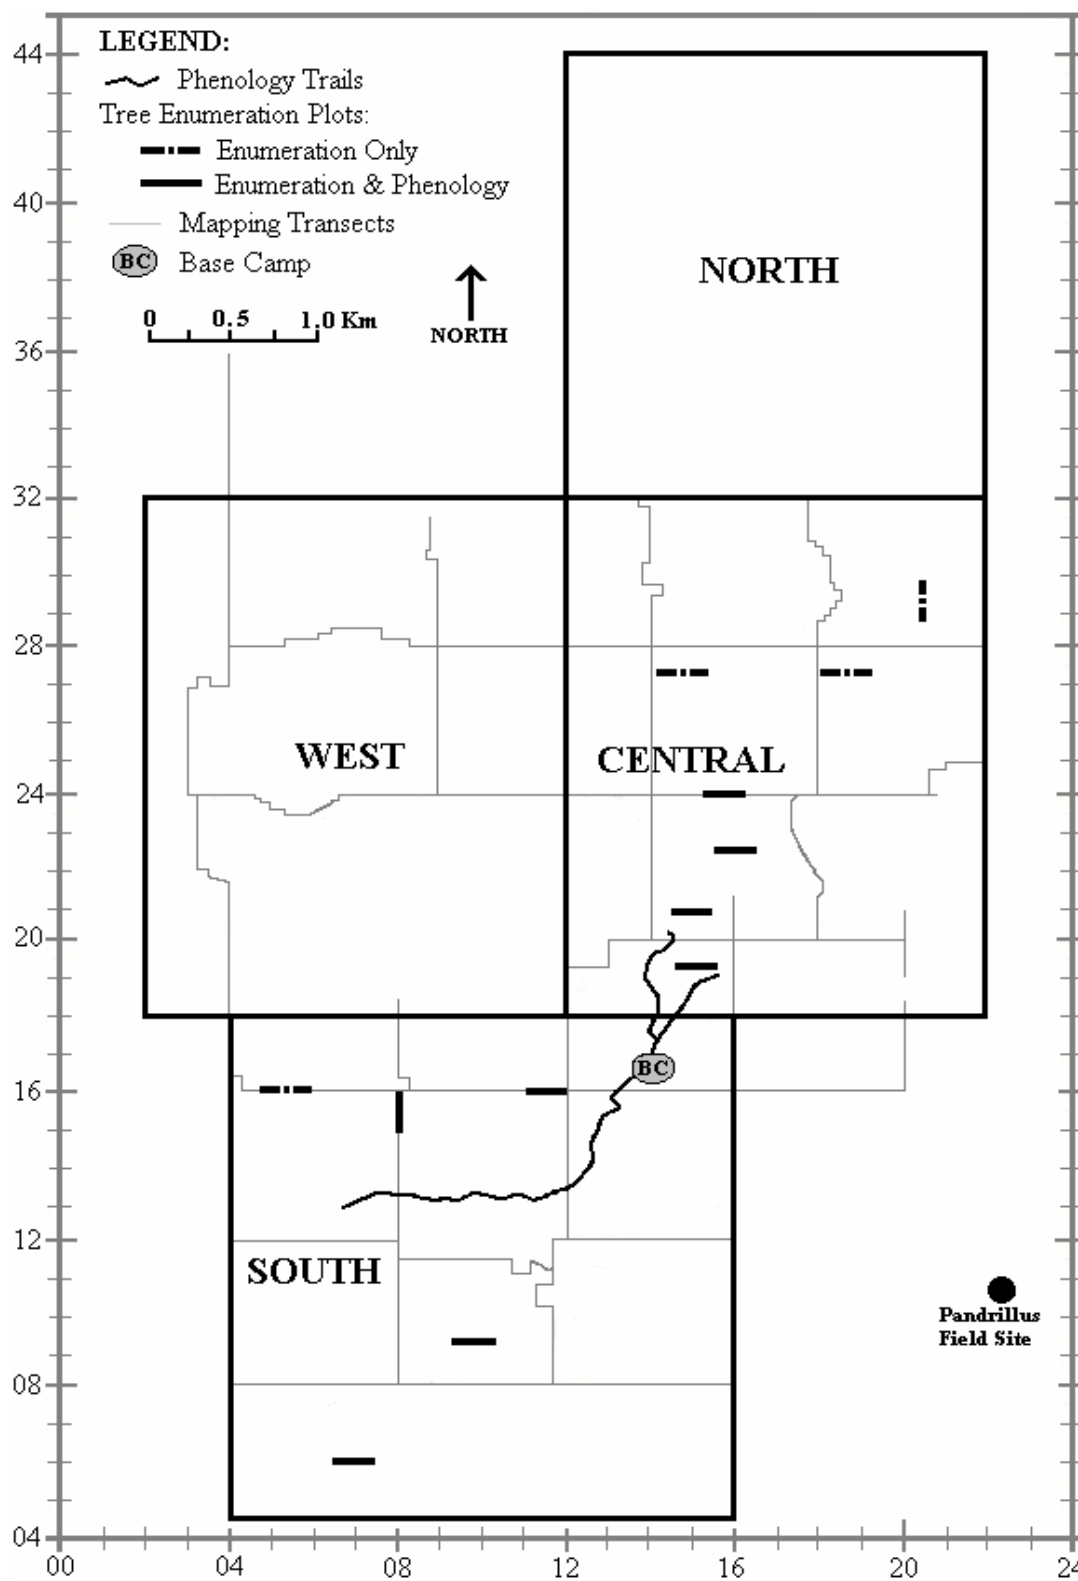 44
LEGEND:
Phenology Trails
Tree Enumeration Plots:
Enumeration Only
Enumeration & Phenology
40
Mapping Transects
BC Base Camp
NORTH
0 0.5 1.0 Km
NORTH
36
32
28
WEST
CENTRAL
24
20
BC
16
12
SOUTH
Pandrillus
Field Site
08
04
00 04 08 12 16 20 24